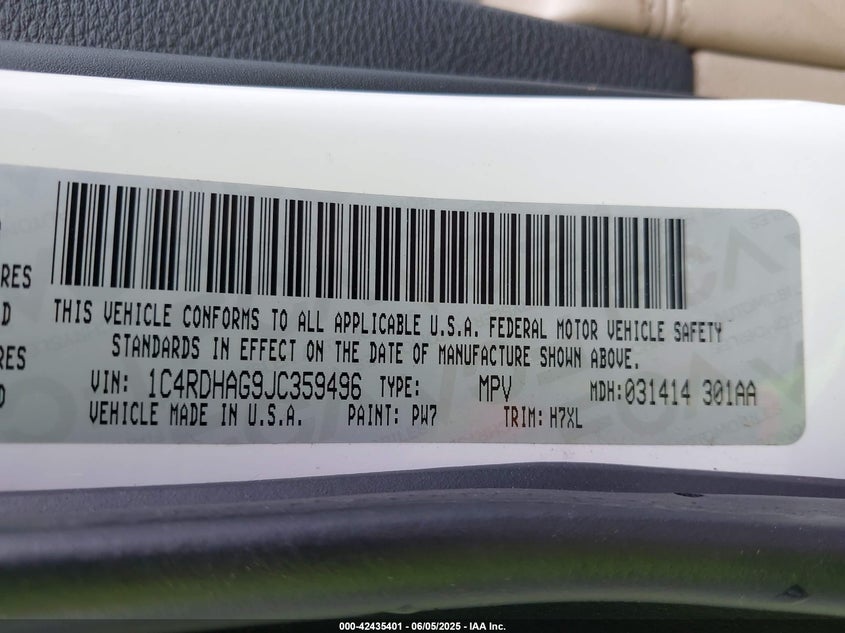 RES
D
RES
D
THIS VEHICLE CONFORMS TO ALL APPLICABLE U.S.A. FEDERAL MOTOR VEHICLE SAFETY
STANDARDS IN EFFECT ON THE DATE OF MANUFACTURE SHOWN ABOVE.
VIN: 1C4RDHAG9JC359496 TYPE: MPV MDH:031414 301AA
VEHICLE MADE IN U.S.A. PAINT: PW7 TRIM: H7XL
000-42435401 - 06/05/2025 - IAA Inc.